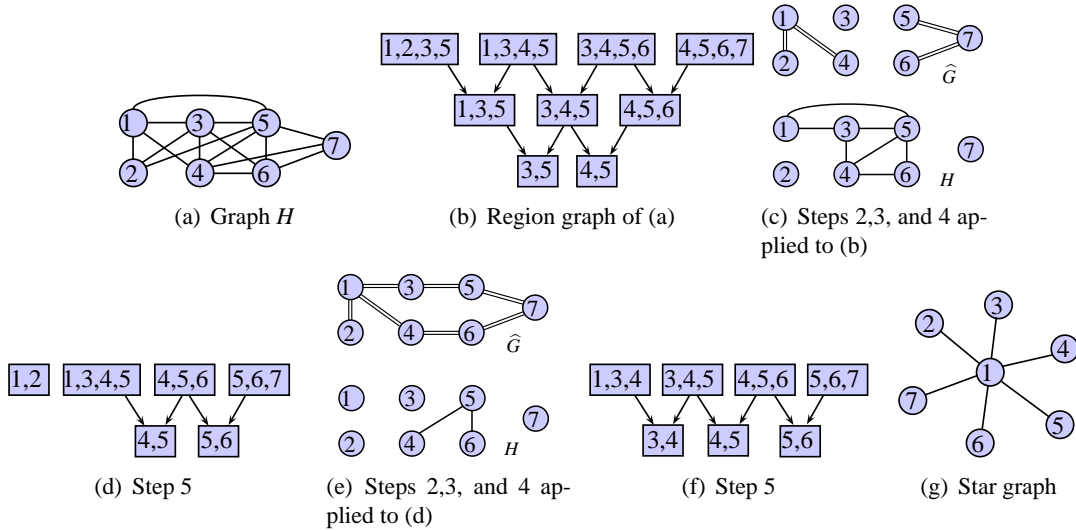 1 3 5
7
2 4 6
(a) Graph H
1,2,3,5 1,3,4,5 3,4,5,6 4,5,6,7
1,3,5 3,4,5 4,5,6
3,5 4,5
(b) Region graph of (a)
1 3 5
7
2 4 6
Ĝ
1 3 5
7
2 4 6
H
(c) Steps 2,3, and 4 ap-
plied to (b)
1,2 1,3,4,5 4,5,6 5,6,7
4,5 5,6
(d) Step 5
1 3 5
7
2 4 6
Ĝ
1 3 5
7
2 4 6
H
(e) Steps 2,3, and 4 ap-
plied to (d)
1,3,4 3,4,5 4,5,6 5,6,7
3,4 4,5 5,6
(f) Step 5
3
2
4
1
7
5
6
(g) Star graph